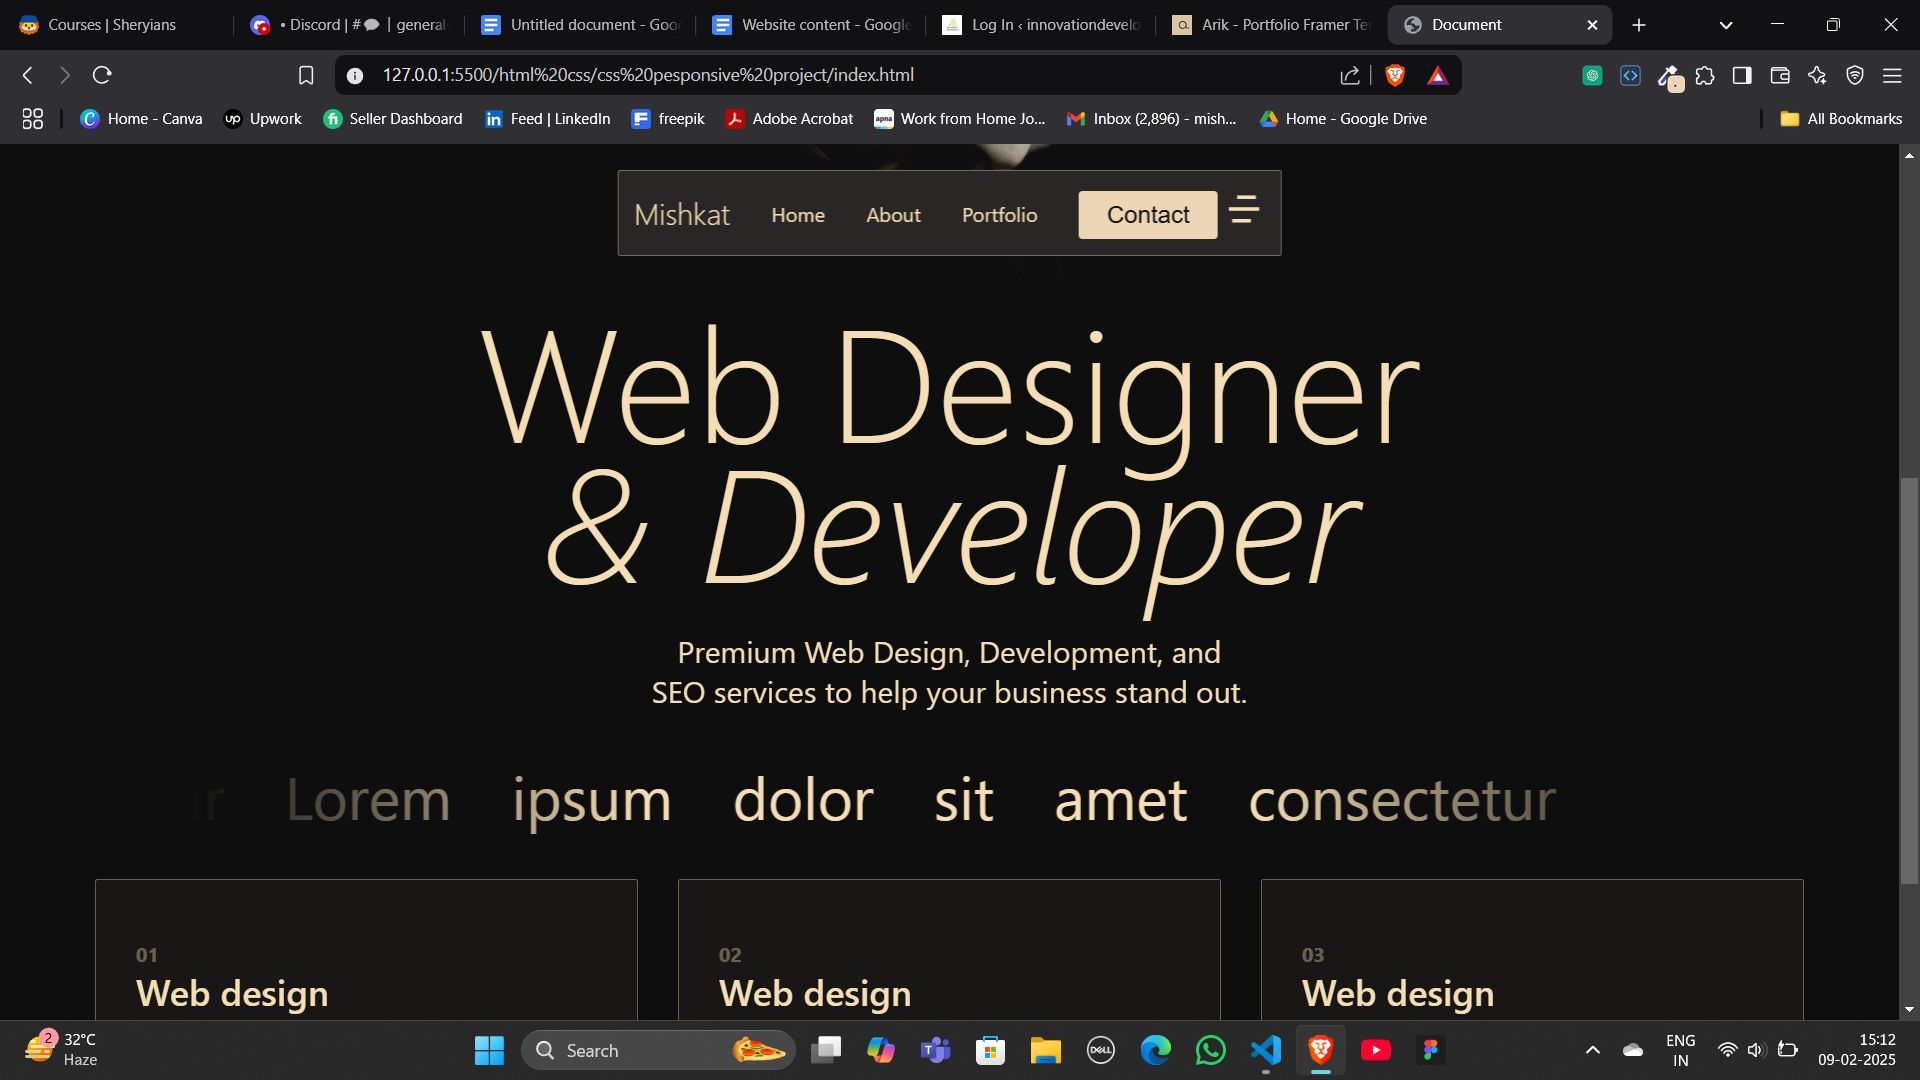 Courses | Sheryians
• Discord | # | general-
Untitled document - Goo
Website content - Google
Log In ‹ innovationdevelo
Arik - Portfolio Framer Te
Document
127.0.0.1:5500/html%20css/css%20pesponsive%20project/index.html
Home - Canva
Upwork
Seller Dashboard
Feed | LinkedIn
freepik
Adobe Acrobat
Work from Home Jo...
Inbox (2,896) - mish...
Home - Google Drive
All Bookmarks
Mishkat Home About Portfolio Contact
Web Designer
& Developer
Premium Web Design, Development, and
SEO services to help your business stand out.
ur Lorem ipsum dolor sit amet consectetur
01
Web design
02
Web design
03
Web design
2
32°C
Haze
Search
DELL
ENG
IN
15:12
09-02-2025